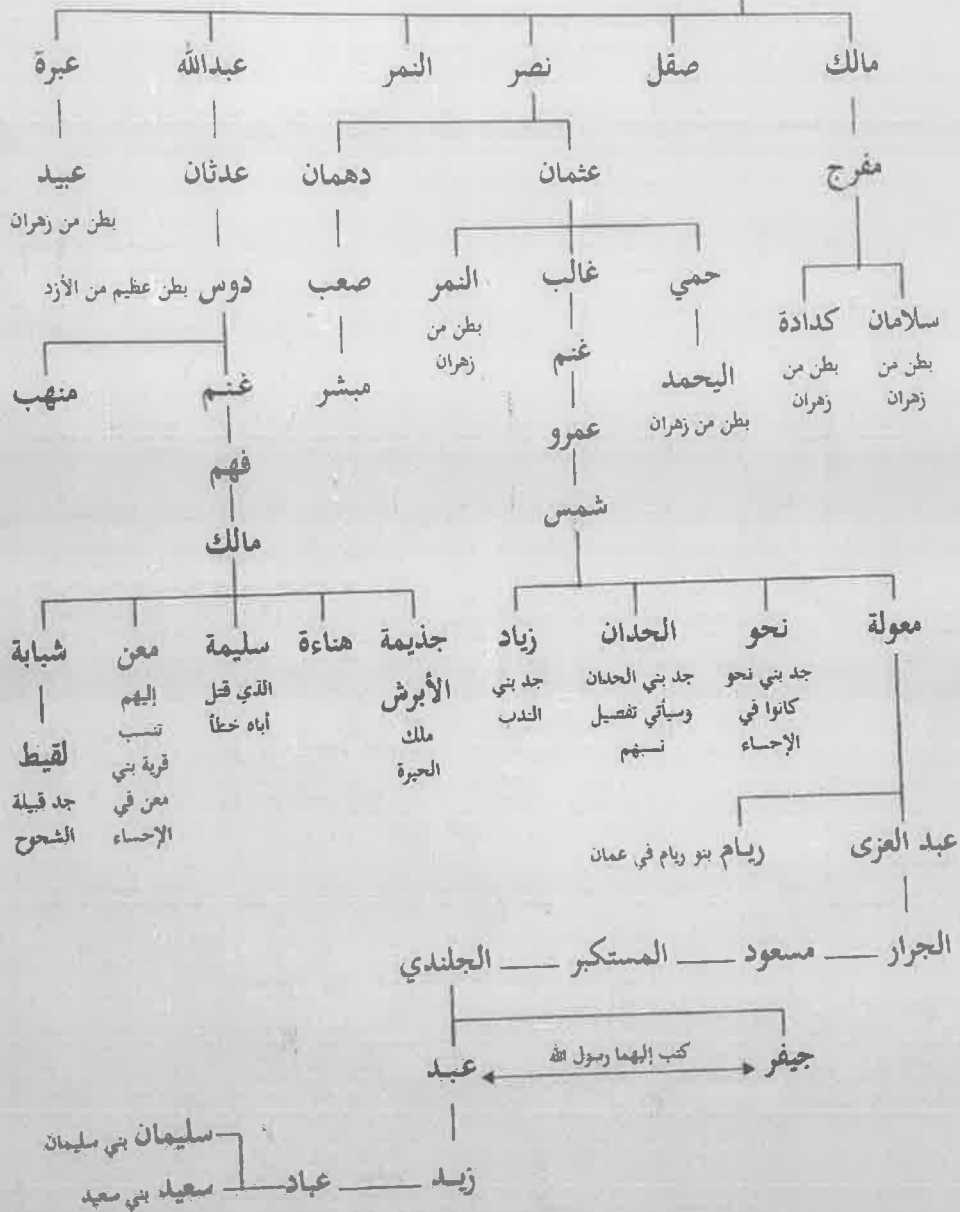 مالك صقل نصر النمر عبدالله عبرة
مفرج عثمان دهمان عدثان عبيد
بطن من زهران
حمي غالب النمر صعب دوس بطن عظيم من الأزد
سلامان كدادة
بطن من
زهران
بطن من
زهران
بطن من
زهران
غنم
اليحمد
بطن من زهران
مبشر غنم منهب
عمرو
فهم
شمس
مالك
معولة نحو الحدان زياد جذيمة هناءة سليمة معن شبابة
جد بني نحو
كانوا في
الإحساء
جد بني الحدان
وسيأتي تفصيل
نسبهم
جد بني
الندب
الأبرش
ملك
الحيرة
الذي قتل
أباه خطأ
إليهم
تنسب
قرية بني
معن في
الإحساء
لقيط
جد قبيلة
الشحوح
عبد العزى ريام بنو ريام في عمان
الجرار مسعود المستكبر الجلندي
جيفر كتب إليهما رسول الله عبد
سليمان بني سليمان
زيد عباد سعيد بني سعيد